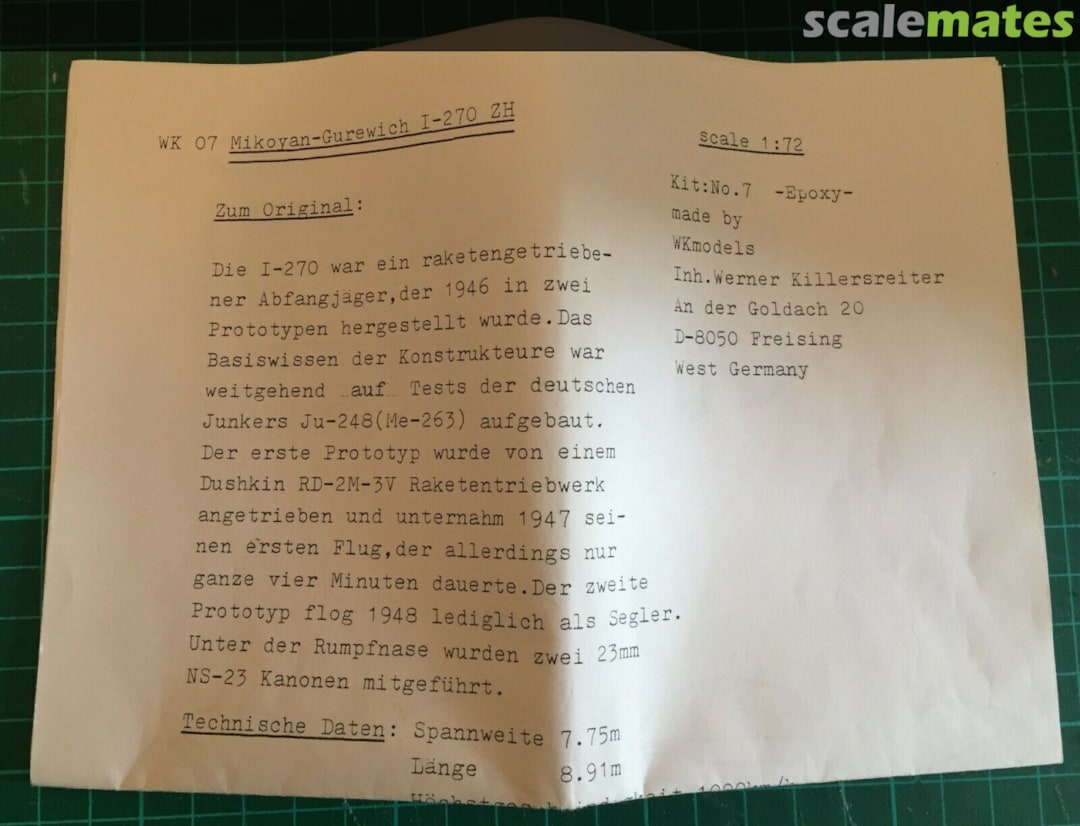 scalemates
WK 07 Mikoyan-Gurewich I-270 ZH
scale 1:72
Kit:No.7 -Epoxy-
made by
WKmodels
Inh.Werner Killersreiter
An der Goldach 20
D-8050 Freising
West Germany
Zum Original:
Die I-270 war ein raketengetriebe-
ner Abfangjäger,der 1946 in zwei
Prototypen hergestellt wurde.Das
Basiswissen der Konstrukteure war
weitgehend auf Tests der deutschen
Junkers Ju-248(Me-263) aufgebaut.
Der erste Prototyp wurde von einem
Dushkin RD-2M-3V Raketentriebwerk
angetrieben und unternahm 1947 sei-
nen ersten Flug,der allerdings nur
ganze vier Minuten dauerte.Der zweite
Prototyp flog 1948 lediglich als Segler.
Unter der Rumpfnase wurden zwei 23mm
NS-23 Kanonen mitgeführt.
Technische Daten: Spannweite 7.75m
Länge 8.91m